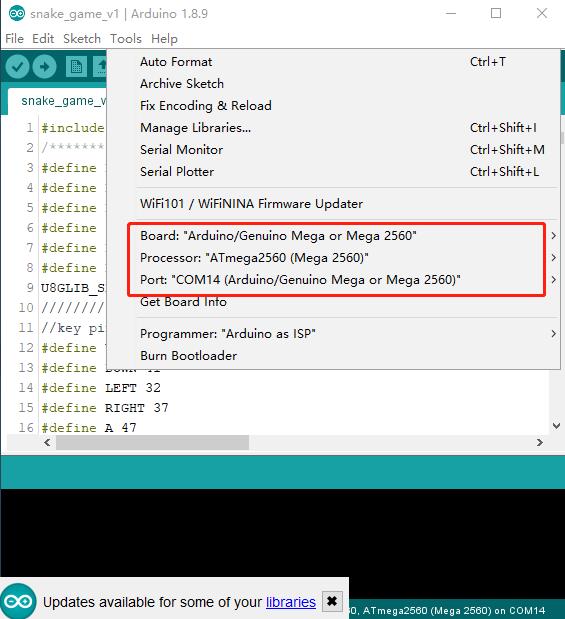 snake_game_v1 | Arduino 1.8.9
File Edit Sketch Tools Help
snake_game_v
Auto Format Ctrl+T
Archive Sketch
Fix Encoding & Reload
Manage Libraries... Ctrl+Shift+I
Serial Monitor Ctrl+Shift+M
Serial Plotter Ctrl+Shift+L
WiFi101 / WiFiNINA Firmware Updater
Board: "Arduino/Genuino Mega or Mega 2560"
Processor: "ATmega2560 (Mega 2560)"
Port: "COM14 (Arduino/Genuino Mega or Mega 2560)"
Get Board Info
Programmer: "Arduino as ISP"
Burn Bootloader
1 #include
2 /********
3 #define
4 #define
5 #define
6 #define
7 #define
8 #define
9 U8GLIB_S
10 /////////
11 //key pi
12 #define
13 #define DOWN 41
14 #define LEFT 32
15 #define RIGHT 37
16 #define A 47
Updates available for some of your libraries
0, ATmega2560 (Mega 2560) on COM14